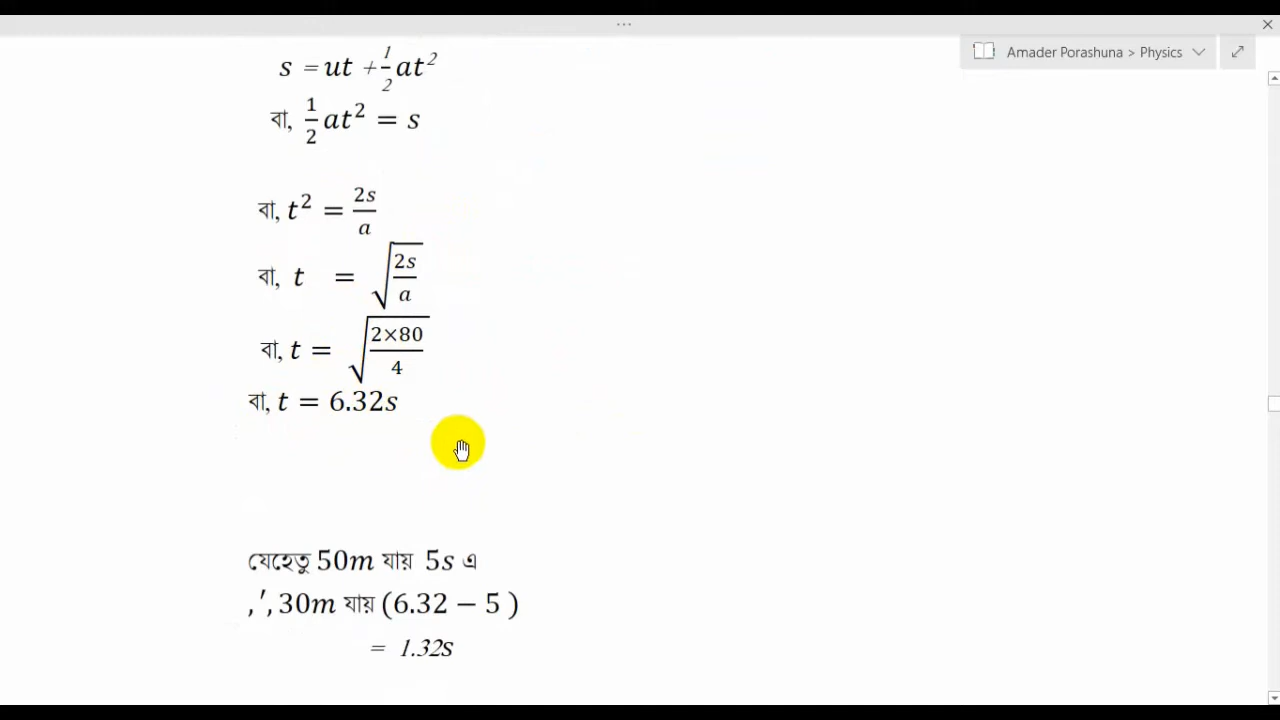 Amader Porashuna > Physics
s = ut + 1/2 at²
বা, 1/2 at² = s
বা, t² = 2s/a
বা, t = √(2s/a)
বা, t = √(2×80/4)
বা, t = 6.32s
যেহেতু 50m যায় 5s এ
,′, 30m যায় (6.32 − 5 )
= 1.32s